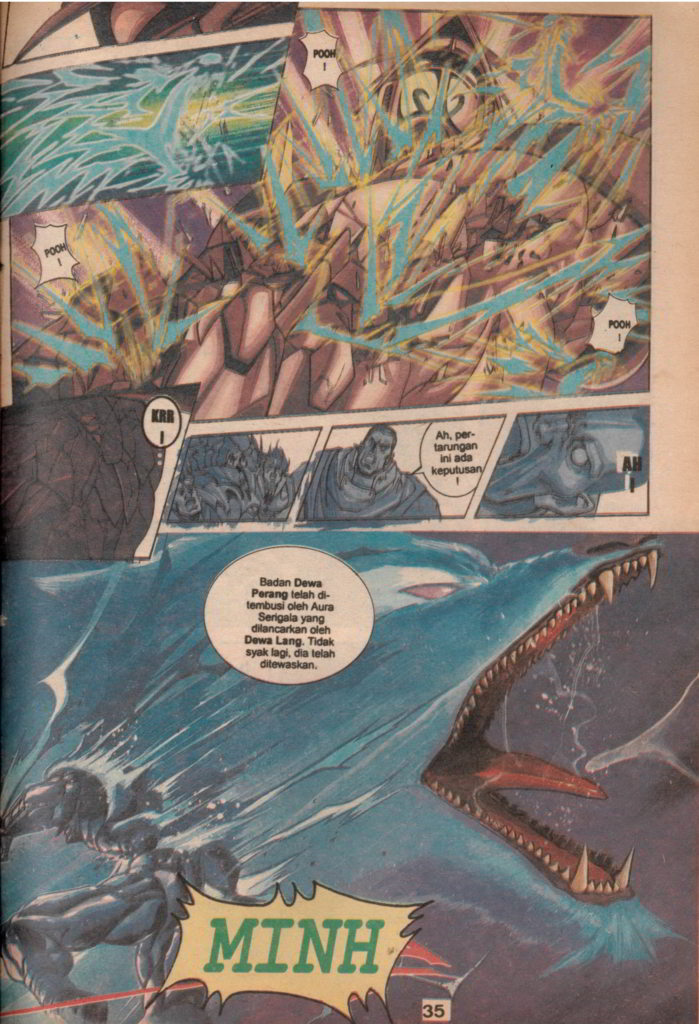 POOH
!
POOH
!
POOH
!
KRR
!
Ah, per-
tarungan
ini ada
keputusan
!
AH
!
Badan Dewa
Perang telah di-
tembusi oleh Aura
Serigala yang
dilancarkan oleh
Dewa Lang. Tidak
syak lagi, dia telah
ditewaskan.
MINH
35